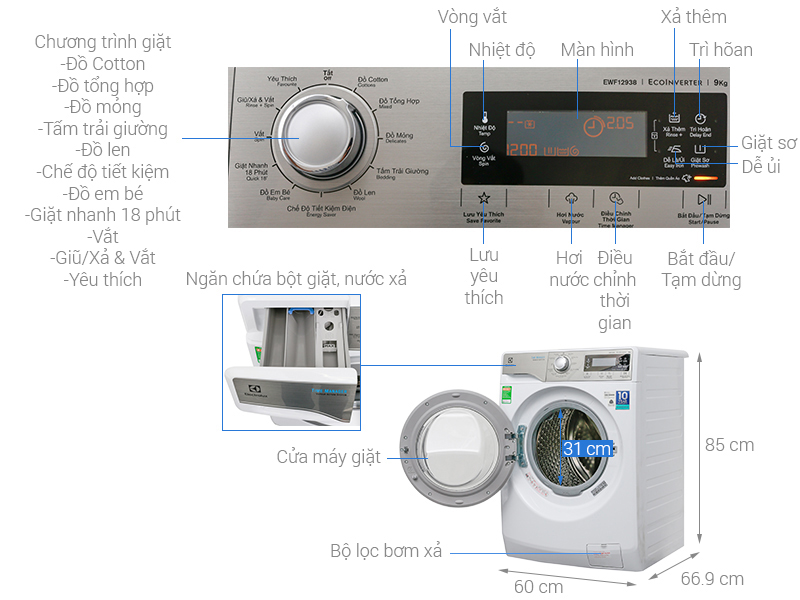 Vòng vắt
Xả thêm
Chương trình giặt
-Đồ Cotton
-Đồ tổng hợp
-Đồ mỏng
-Tấm trải giường
-Đồ len
-Chế độ tiết kiệm
-Đồ em bé
-Giặt nhanh 18 phút
-Vắt
-Giũ/Xả & Vắt
-Yêu thích
Nhiệt độ
Màn hình
Trì hoãn
Tắt
Off
Yêu Thích
Favourite
Đồ Cotton
Cottons
Giũ/Xả & Vắt
Rinse + Spin
Đồ Tổng Hợp
Mixed
Vắt
Spin
Đồ Mỏng
Delicates
Giặt Nhanh
18 Phút
Quick 18'
Tấm Trải Giường
Bedding
Đồ Em Bé
Baby Care
Đồ Len
Wool
Chế Độ Tiết Kiệm Điện
Energy Saver
EWF12938 | ECOINVERTER | 9Kg
Nhiệt Độ
Temp
Vòng Vắt
Spin
2.05
1200
Xả Thêm
Rinse +
Trì Hoãn
Delay End
Dễ Là/Ủi
Easy Iron
Giặt Sơ
Prewash
Add Clothes | Thêm Quần Áo
Lưu Yêu Thích
Save Favorite
Hơi Nước
Vapour
Điều Chỉnh
Thời Gian
Time Manager
Bắt Đầu/Tạm Dừng
Start/Pause
Giặt sơ
Dễ ủi
Lưu
yêu
thích
Hơi
nước
Điều
chỉnh
thời
gian
Bắt đầu/
Tạm dừng
Ngăn chứa bột giặt, nước xả
Electrolux
Cửa máy giặt
31 cm
10
85 cm
Bộ lọc bơm xả
60 cm
66.9 cm